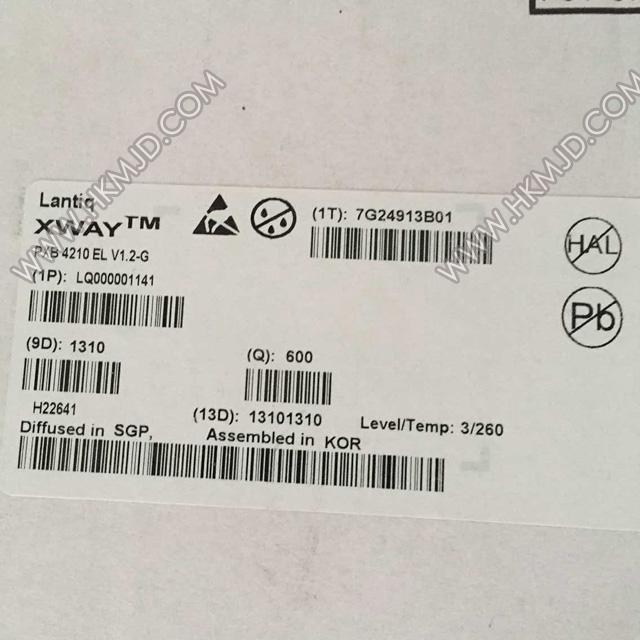 Lantiq
XWAY™
(1T): 7G24913B01
PXB 4210 EL V1.2-G
(1P): LQ000001141
HAL
Pb
(9D): 1310
(Q): 600
H22641
(13D): 13101310
Level/Temp: 3/260
Diffused in SGP,
Assembled in KOR
WWW.HKMJD.COM
WWW.HKMJD.COM